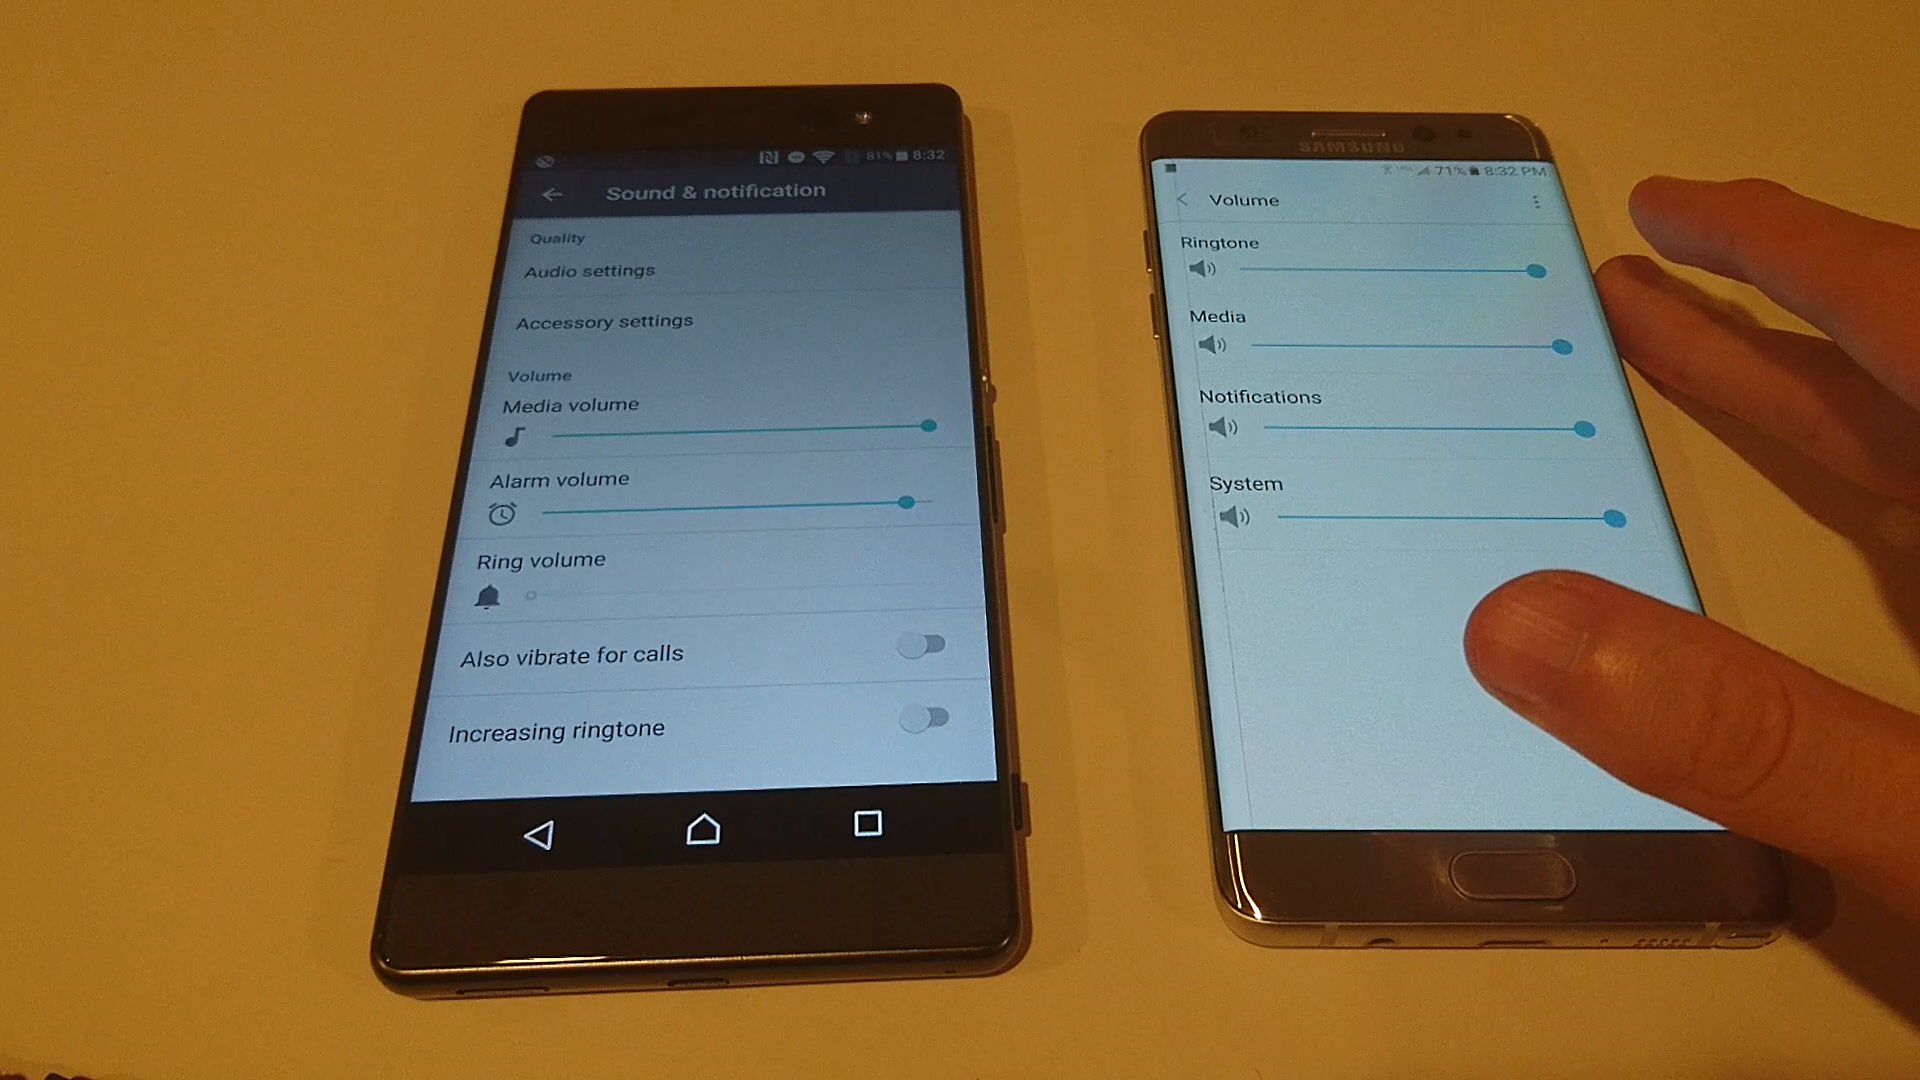 81% 8:32
Sound & notification
Quality
Audio settings
Accessory settings
Volume
Media volume
Alarm volume
Ring volume
Also vibrate for calls
Increasing ringtone
SAMSUNG
71% 8:32 PM
Volume
Ringtone
Media
Notifications
System